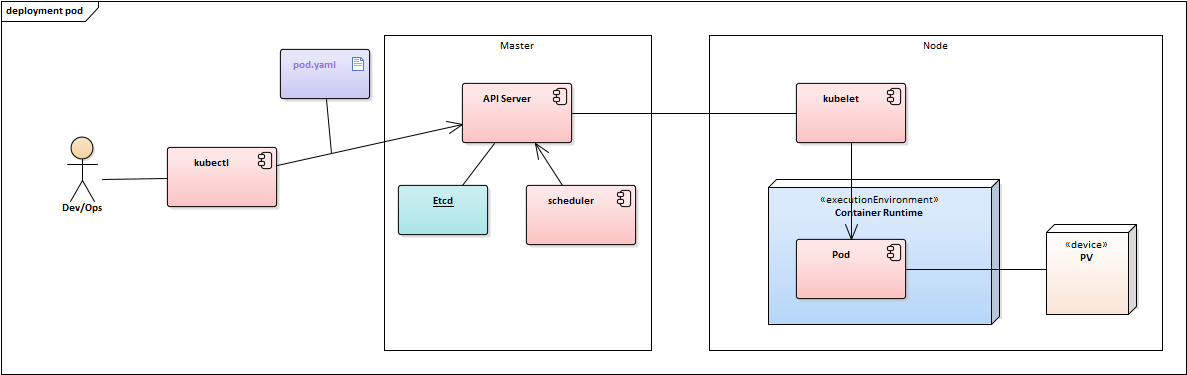 deployment pod
Master
Node
pod.yaml
API Server
kubelet
kubectl
Dev/Ops
Etcd
scheduler
«executionEnvironment»
Container Runtime
Pod
«device»
PV